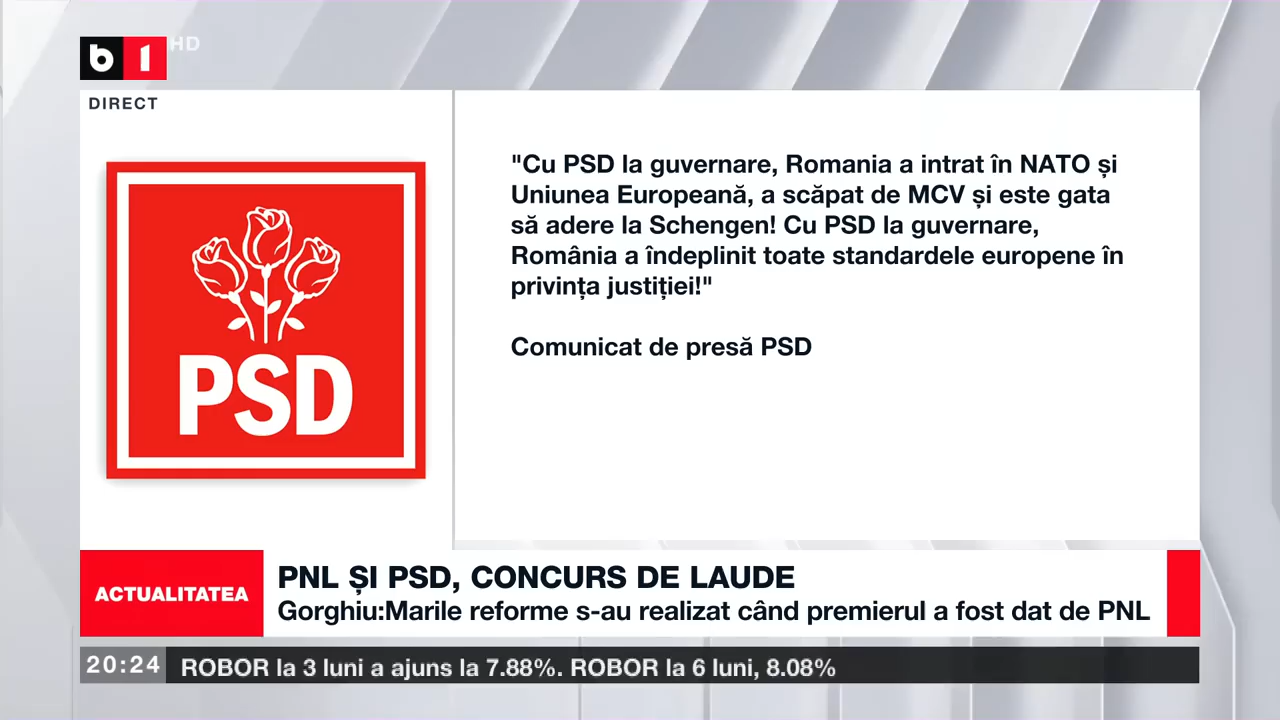 b1 HD
DIRECT
"Cu PSD la guvernare, Romania a intrat în NATO și
Uniunea Europeană, a scăpat de MCV și este gata
să adere la Schengen! Cu PSD la guvernare,
România a îndeplinit toate standardele europene în
privința justiției!"
Comunicat de presă PSD
PSD
ACTUALITATEA
PNL ȘI PSD, CONCURS DE LAUDE
Gorghiu:Marile reforme s-au realizat când premierul a fost dat de PNL
20:24 ROBOR la 3 luni a ajuns la 7.88%. ROBOR la 6 luni, 8.08%